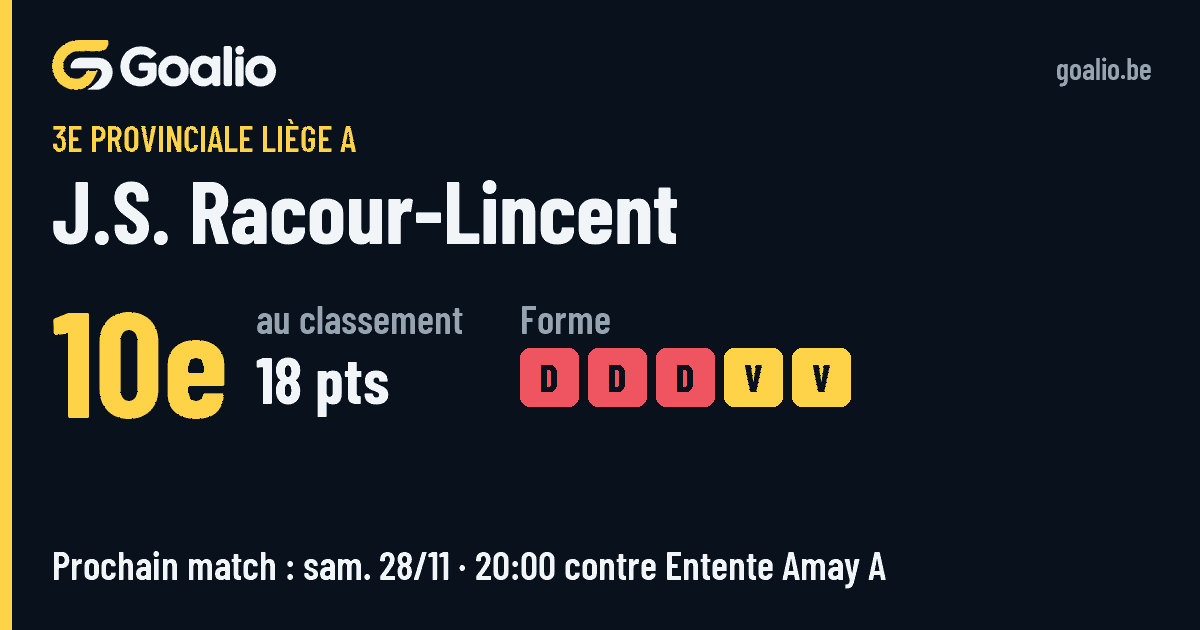 Goalio
goalio.be
3E PROVINCIALE LIÈGE A
J.S. Racour-Lincent
10e
au classement
18 pts
Forme
D D D V V
Prochain match : sam. 28/11 · 20:00 contre Entente Amay A